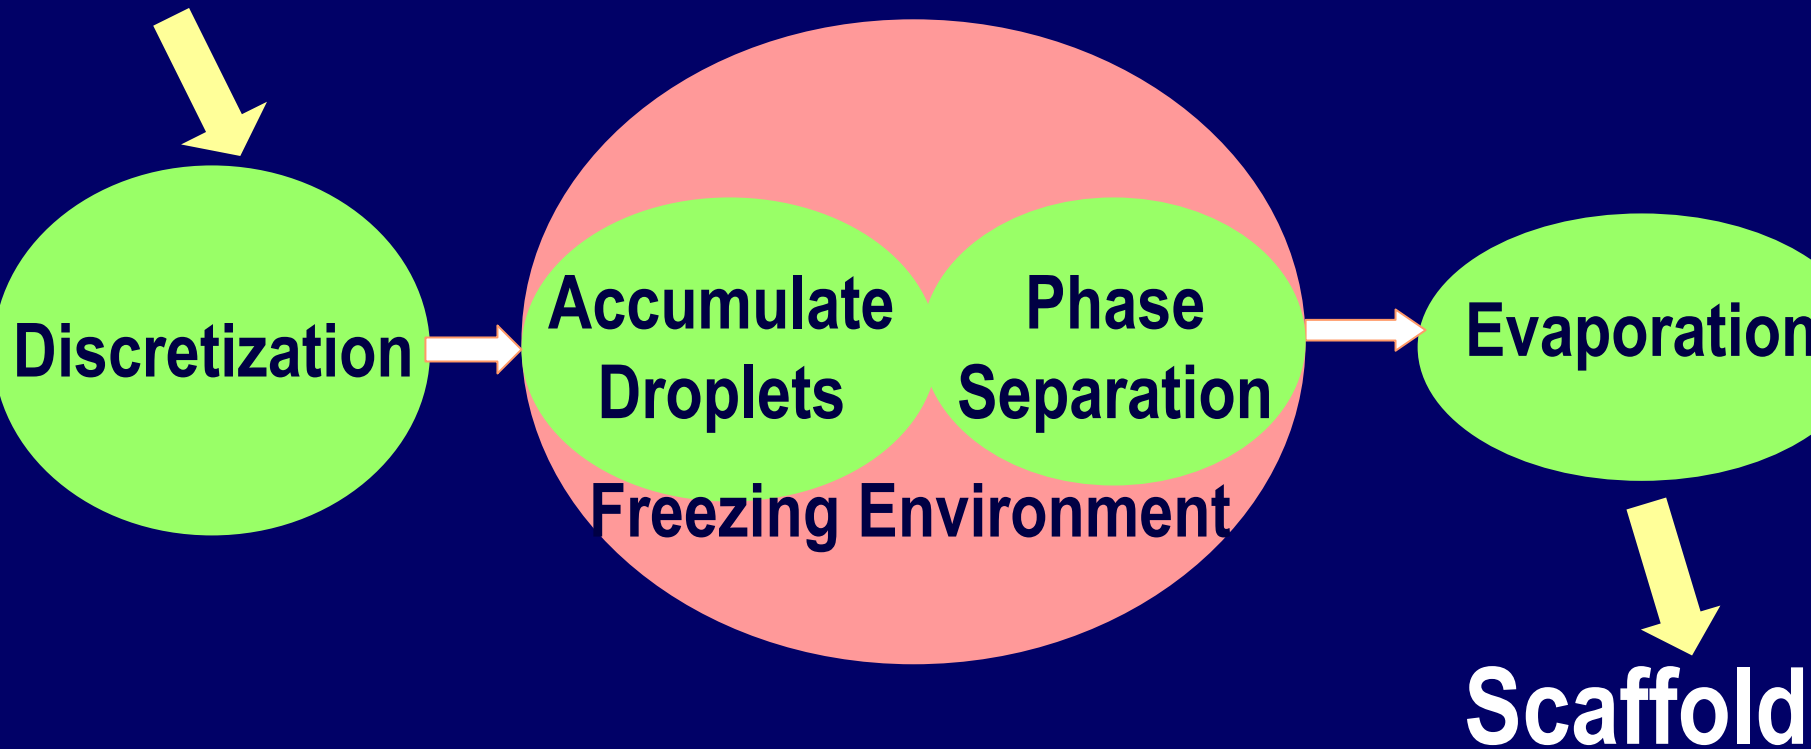 Discretization
Accumulate
Droplets
Phase
Separation
Freezing Environment
Evaporation
Scaffold